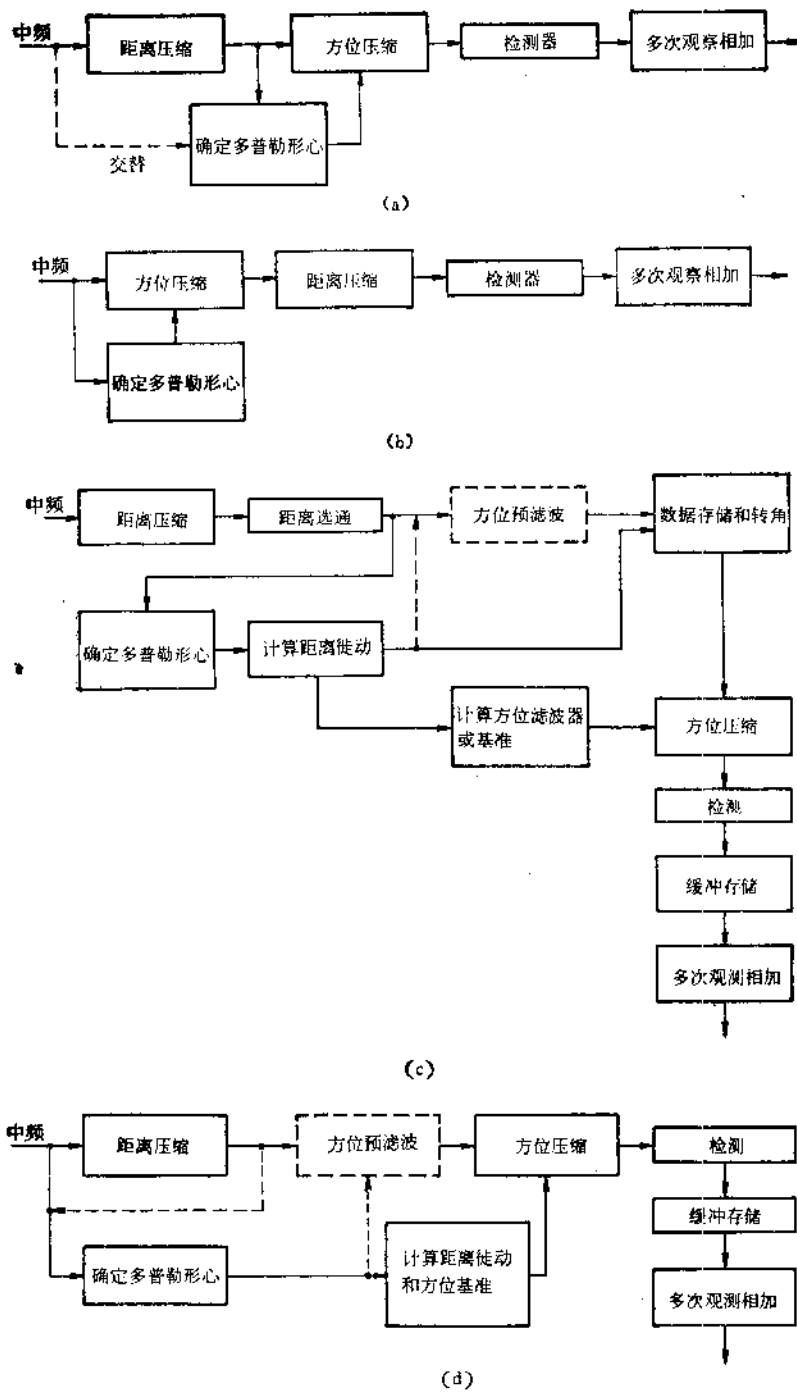 中频
距离压缩
方位压缩
检测器
多次观察相加
确定多普勒形心
交替
(a)
中频
方位压缩
距离压缩
检测器
多次观察相加
确定多普勒形心
(b)
中频
距离压缩
距离选通
方位预滤波
数据存储和转角
确定多普勒形心
计算距离徙动
计算方位滤波器
或基准
方位压缩
检测
缓冲存储
多次观测相加
(c)
中频
距离压缩
方位预滤波
方位压缩
检测
缓冲存储
确定多普勒形心
计算距离徙动
和方位基准
多次观测相加
(d)